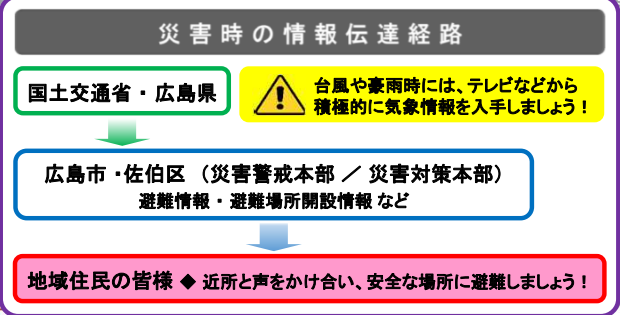 災害時の情報伝達経路
国土交通省・広島県
台風や豪雨時には、テレビなどから
積極的に気象情報を入手しましょう！
広島市・佐伯区（災害警戒本部／災害対策本部）
避難情報・避難場所開設情報など
地域住民の皆様◆近所と声をかけ合い、安全な場所に避難しましょう！